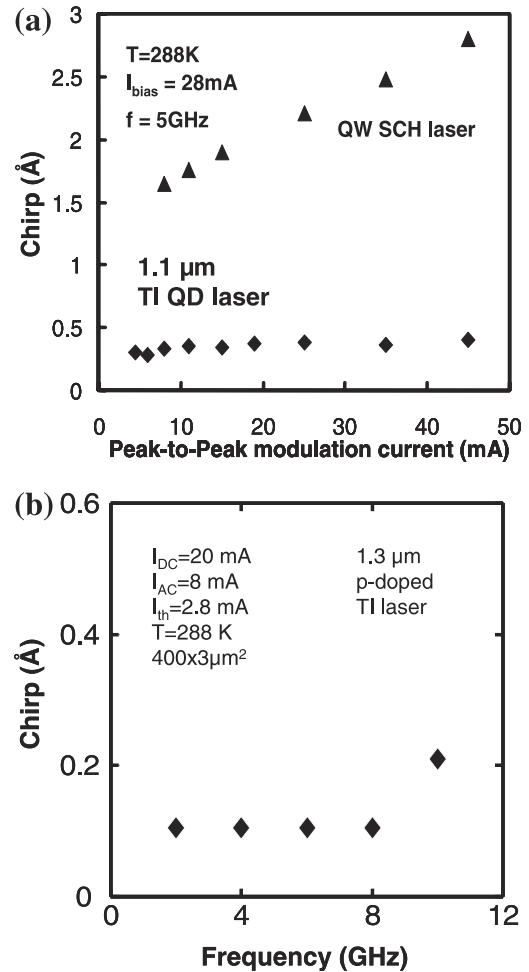 (a)
3
2.5
2
1.5
1
0.5
0
Chirp (Å)
T=288K
I_bias = 28mA
f = 5GHz
QW SCH laser
1.1 μm
TI QD laser
0 10 20 30 40 50
Peak-to-Peak modulation current (mA)
(b)
0.6
0.4
0.2
0
Chirp (Å)
I_DC=20 mA
I_AC=8 mA
I_th=2.8 mA
T=288 K
400x3μm²
1.3 μm
p-doped
TI laser
0 4 8 12
Frequency (GHz)